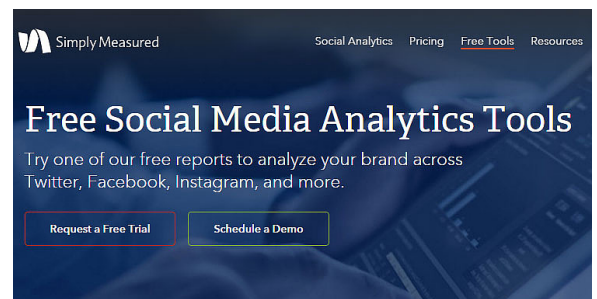 Simply Measured
Social Analytics Pricing Free Tools Resources
Free Social Media Analytics Tools
Try one of our free reports to analyze your brand across
Twitter, Facebook, Instagram, and more.
Request a Free Trial
Schedule a Demo